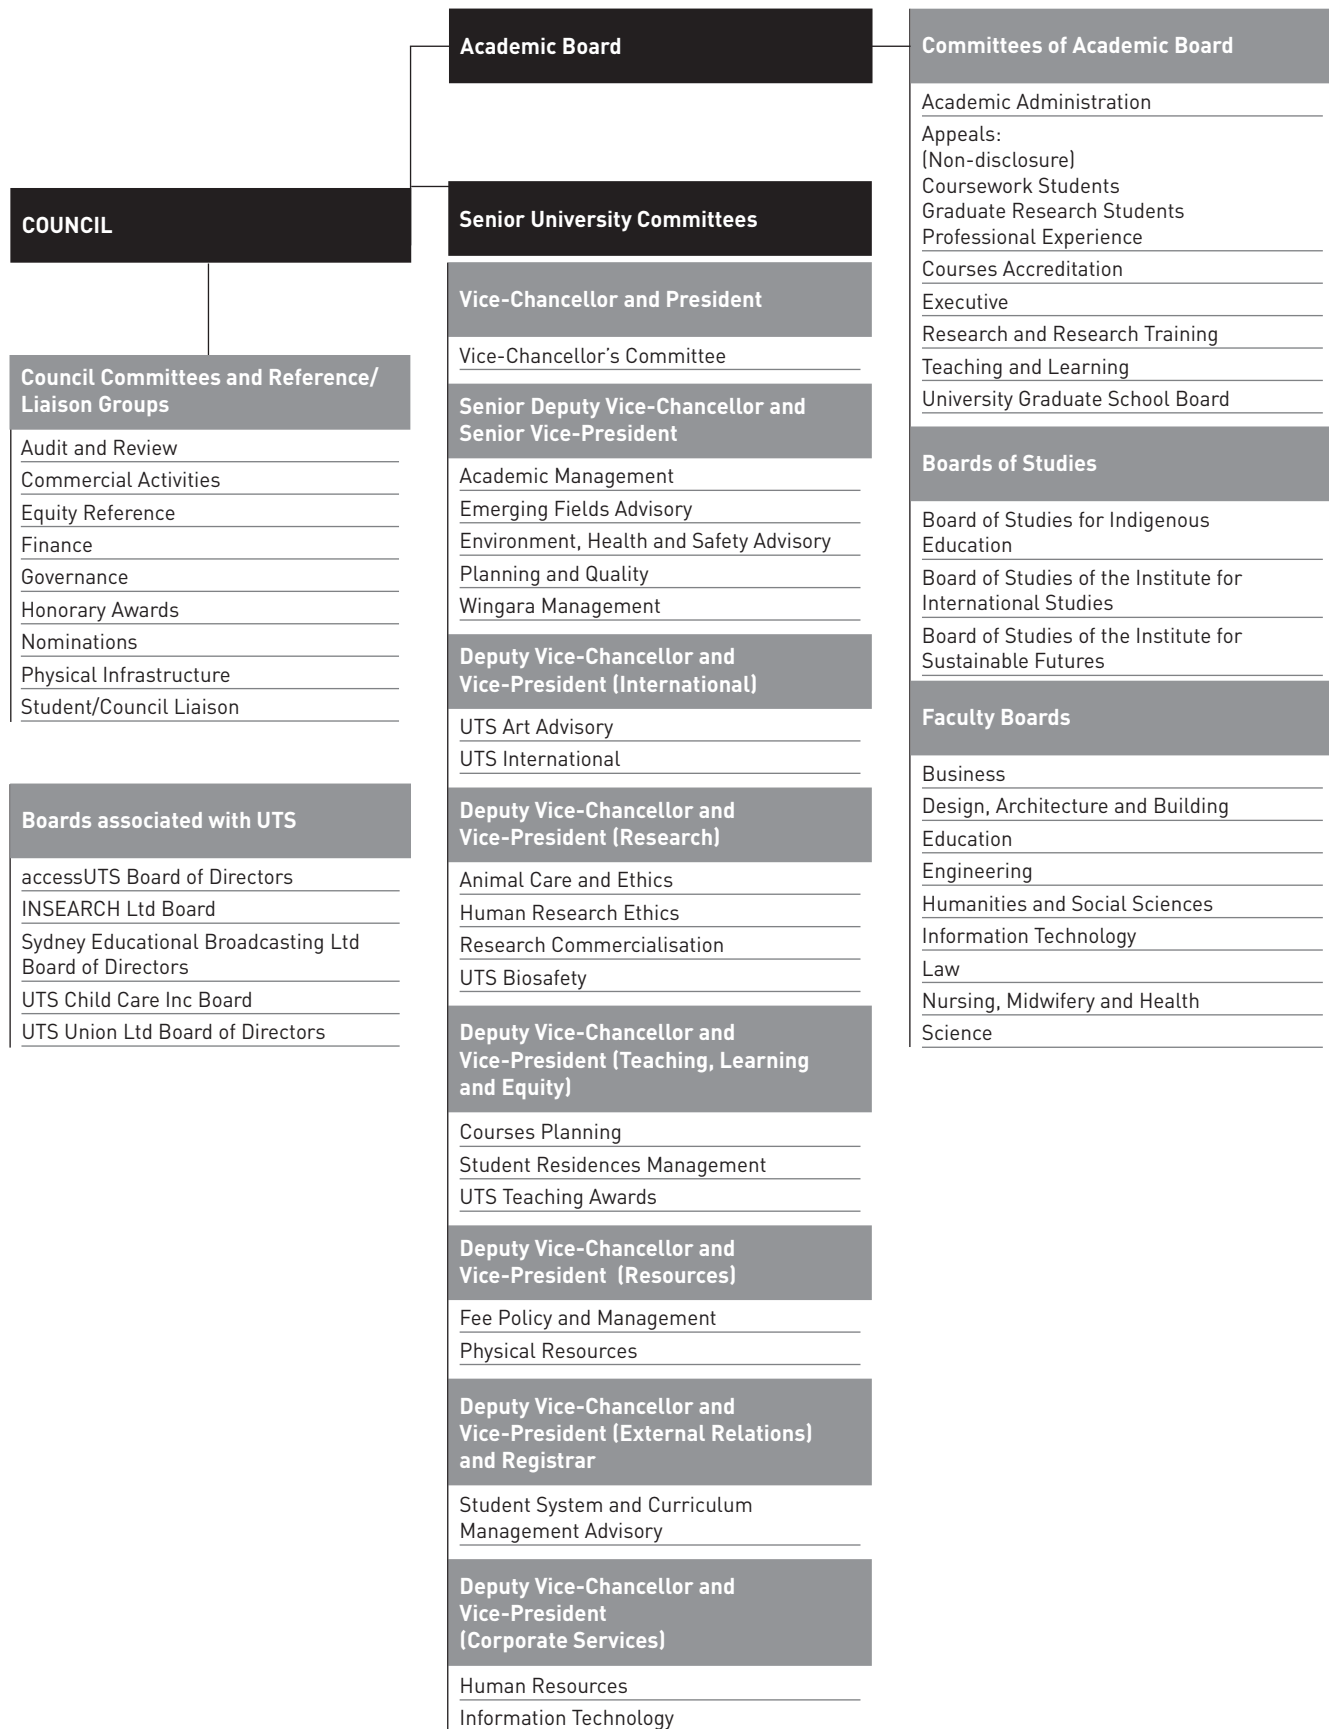 COUNCIL
Council Committees and Reference/
Liaison Groups
Audit and Review
Commercial Activities
Equity Reference
Finance
Governance
Honorary Awards
Nominations
Physical Infrastructure
Student/Council Liaison
Boards associated with UTS
accessUTS Board of Directors
INSEARCH Ltd Board
Sydney Educational Broadcasting Ltd
Board of Directors
UTS Child Care Inc Board
UTS Union Ltd Board of Directors
Academic Board
Senior University Committees
Vice-Chancellor and President
Vice-Chancellor’s Committee
Senior Deputy Vice-Chancellor and
Senior Vice-President
Academic Management
Emerging Fields Advisory
Environment, Health and Safety Advisory
Planning and Quality
Wingara Management
Deputy Vice-Chancellor and
Vice-President (International)
UTS Art Advisory
UTS International
Deputy Vice-Chancellor and
Vice-President (Research)
Animal Care and Ethics
Human Research Ethics
Research Commercialisation
UTS Biosafety
Deputy Vice-Chancellor and
Vice-President (Teaching, Learning
and Equity)
Courses Planning
Student Residences Management
UTS Teaching Awards
Deputy Vice-Chancellor and
Vice-President (Resources)
Fee Policy and Management
Physical Resources
Deputy Vice-Chancellor and
Vice-President (External Relations)
and Registrar
Student System and Curriculum
Management Advisory
Deputy Vice-Chancellor and
Vice-President
(Corporate Services)
Human Resources
Information Technology
Committees of Academic Board
Academic Administration
Appeals:
(Non-disclosure)
Coursework Students
Graduate Research Students
Professional Experience
Courses Accreditation
Executive
Research and Research Training
Teaching and Learning
University Graduate School Board
Boards of Studies
Board of Studies for Indigenous
Education
Board of Studies of the Institute for
International Studies
Board of Studies of the Institute for
Sustainable Futures
Faculty Boards
Business
Design, Architecture and Building
Education
Engineering
Humanities and Social Sciences
Information Technology
Law
Nursing, Midwifery and Health
Science